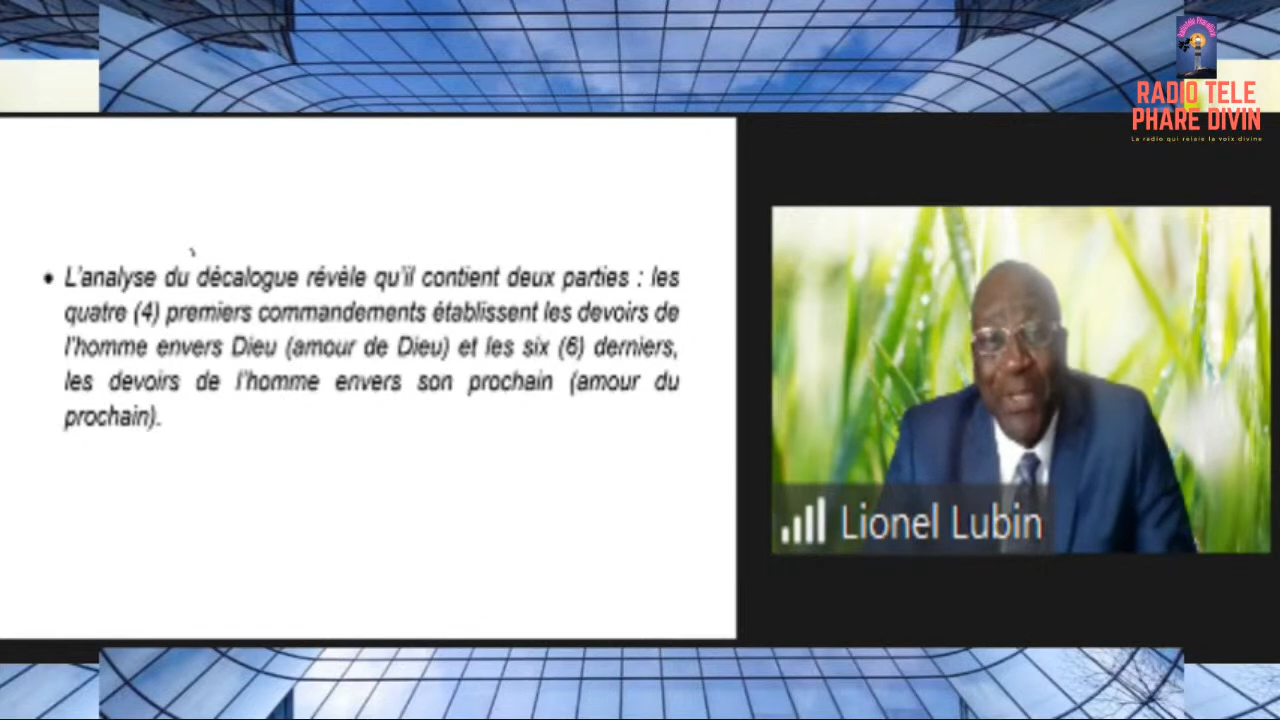 RADIO TELE
PHARE DIVIN
La radio qui relaie la voix divine
• L'analyse du décalogue révèle qu'il contient deux parties : les
quatre (4) premiers commandements établissent les devoirs de
l'homme envers Dieu (amour de Dieu) et les six (6) derniers,
les devoirs de l'homme envers son prochain (amour du
prochain).
Lionel Lubin